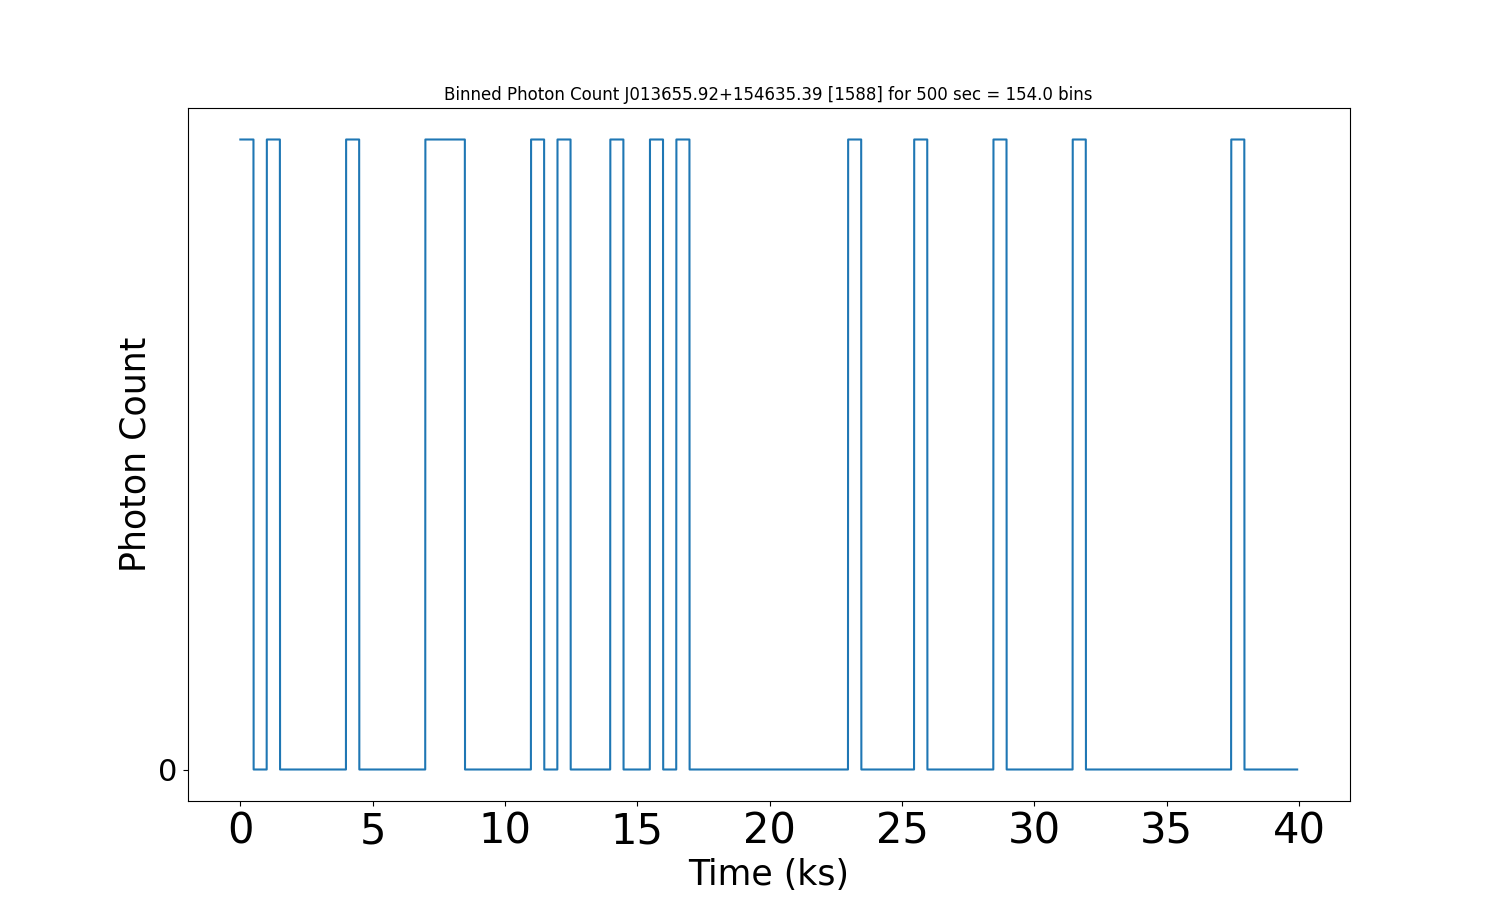 Binned Photon Count J013655.92+154635.39 [1588] for 500 sec = 154.0 bins
Photon Count
0
0 5 10 15 20 25 30 35 40
Time (ks)